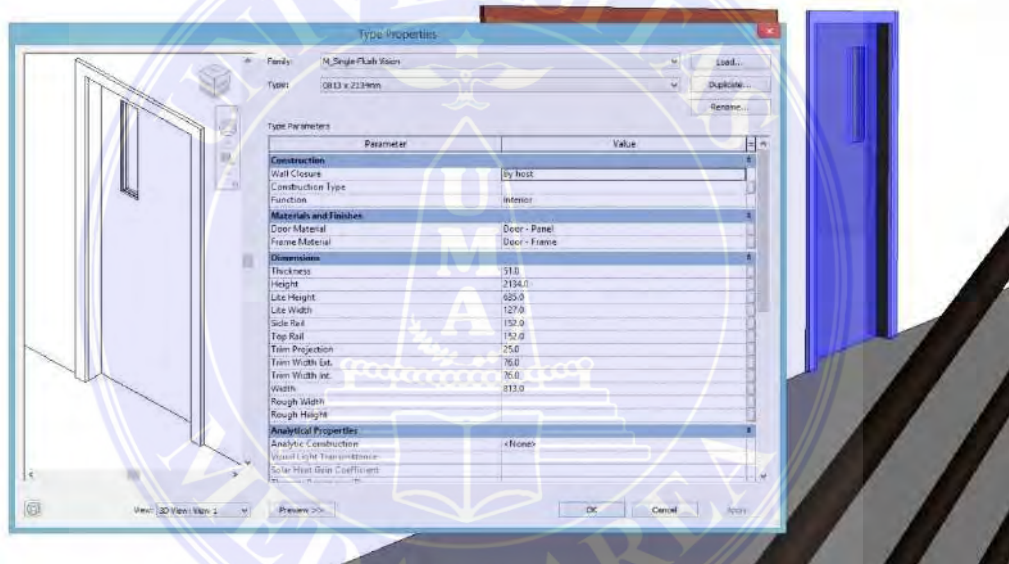 Type Properties
Family: M_Single-Flush Vision Load...
Type: 0813 x 2134mm Duplicate...
Rename...
Type Parameters
Parameter Value =
Construction
Wall Closure By host
Construction Type
Function Interior
Materials and Finishes
Door Material Door - Panel
Frame Material Door - Frame
Dimensions
Thickness 51.0
Height 2134.0
Lite Height 635.0
Lite Width 127.0
Side Rail 152.0
Top Rail 152.0
Trim Projection 25.0
Trim Width Ext. 76.0
Trim Width Int. 76.0
Width 813.0
Rough Width
Rough Height
Analytical Properties
Analytic Construction <None>
Visual Light Transmittance
Solar Heat Gain Coefficient
View: 3D View: View 1 Preview >> OK Cancel Apply
UNIVERSITAS
UMA
MEDAN AREA